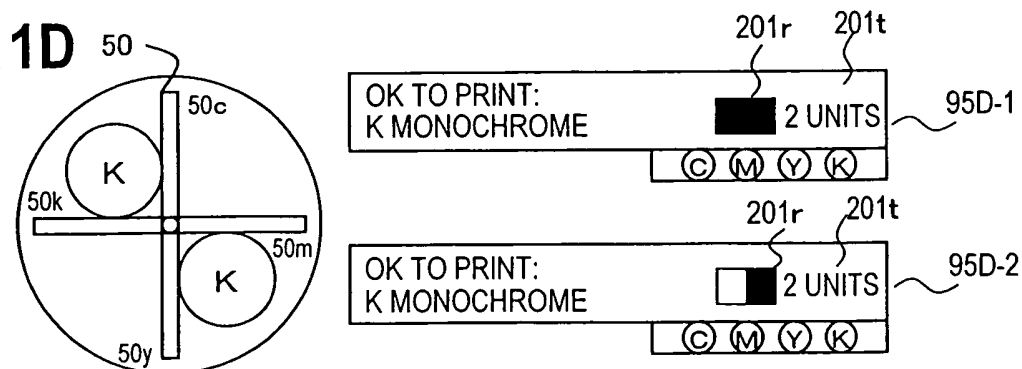 1D
50
50c
K
50k
50m
K
50y
201r
201t
OK TO PRINT:
K MONOCHROME
2 UNITS
95D-1
C M Y K
201r
201t
OK TO PRINT:
K MONOCHROME
2 UNITS
95D-2
C M Y K